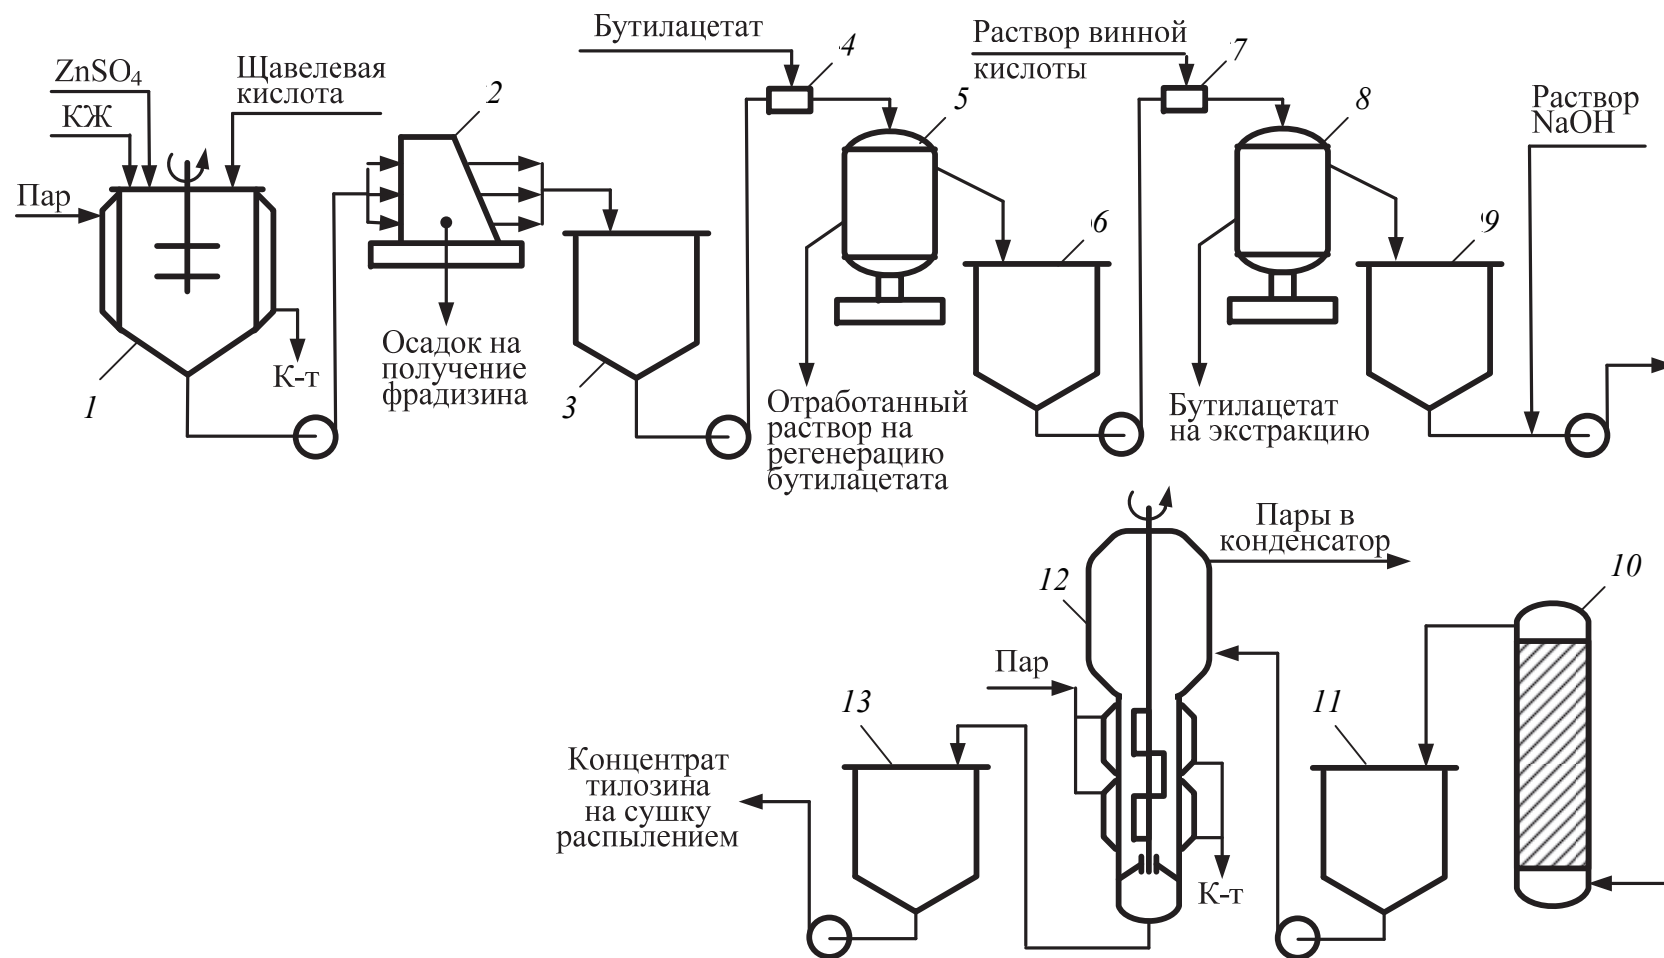 Бутилацетат
4
Раствор винной
кислоты
7
ZnSO4
КЖ
Щавелевая
кислота
2
5
8
Раствор
NaOH
Пар
6
9
К-т
1
Осадок на
получение
фрадизина
3
Отработанный
раствор на
регенерацию
бутилацетата
Бутилацетат
на экстракцию
Пары в
конденсатор
12
10
Пар
13
11
Концентрат
тилозина
на сушку
распылением
К-т